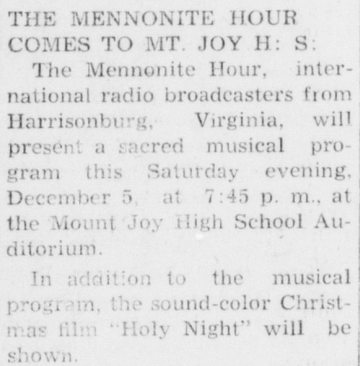 THE MENNONITE HOUR
COMES TO MT. JOY H: S:
The Mennonite Hour, inter-
national radio broadcasters from
Harrisonburg, Virginia, will
present a sacred musical pro-
gram this Saturday evening,
December 5, at 7:45 p. m., at
the Mount Joy High School Au-
ditorium.
In addition to the musical
program, the sound-color Christ-
mas film "Holy Night" will be
shown.